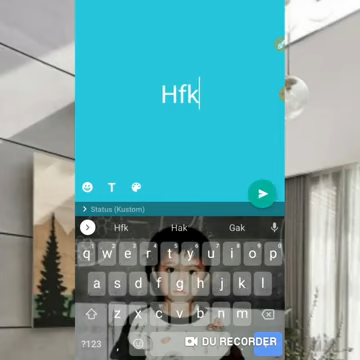 Hfk
T
Status (Kustom)
Hfk Hak Gak
q w e r t y u i o p
a s d f g h j k l
z x c v b n m
?123 ,
DU RECORDER